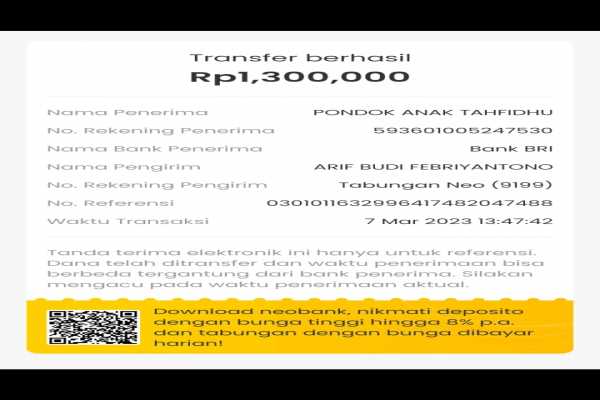 Transfer berhasil
Rp1,300,000
Nama Penerima PONDOK ANAK TAHFIDHU
No. Rekening Penerima 593601005247530
Nama Bank Penerima Bank BRI
Nama Pengirim ARIF BUDI FEBRIYANTONO
No. Rekening Pengirim Tabungan Neo (9199)
No. Referensi 0301011632996417482047488
Waktu Transaksi 7 Mar 2023 13:47:42
Tanda terima elektronik ini hanya untuk referensi.
Dana telah ditransfer dan waktu penerimaan bisa
berbeda tergantung dari bank penerima. Silakan
mengacu pada waktu penerimaan aktual.
Download neobank, nikmati deposito
dengan bunga tinggi hingga 8% p.a.
dan tabungan dengan bunga dibayar
harian!